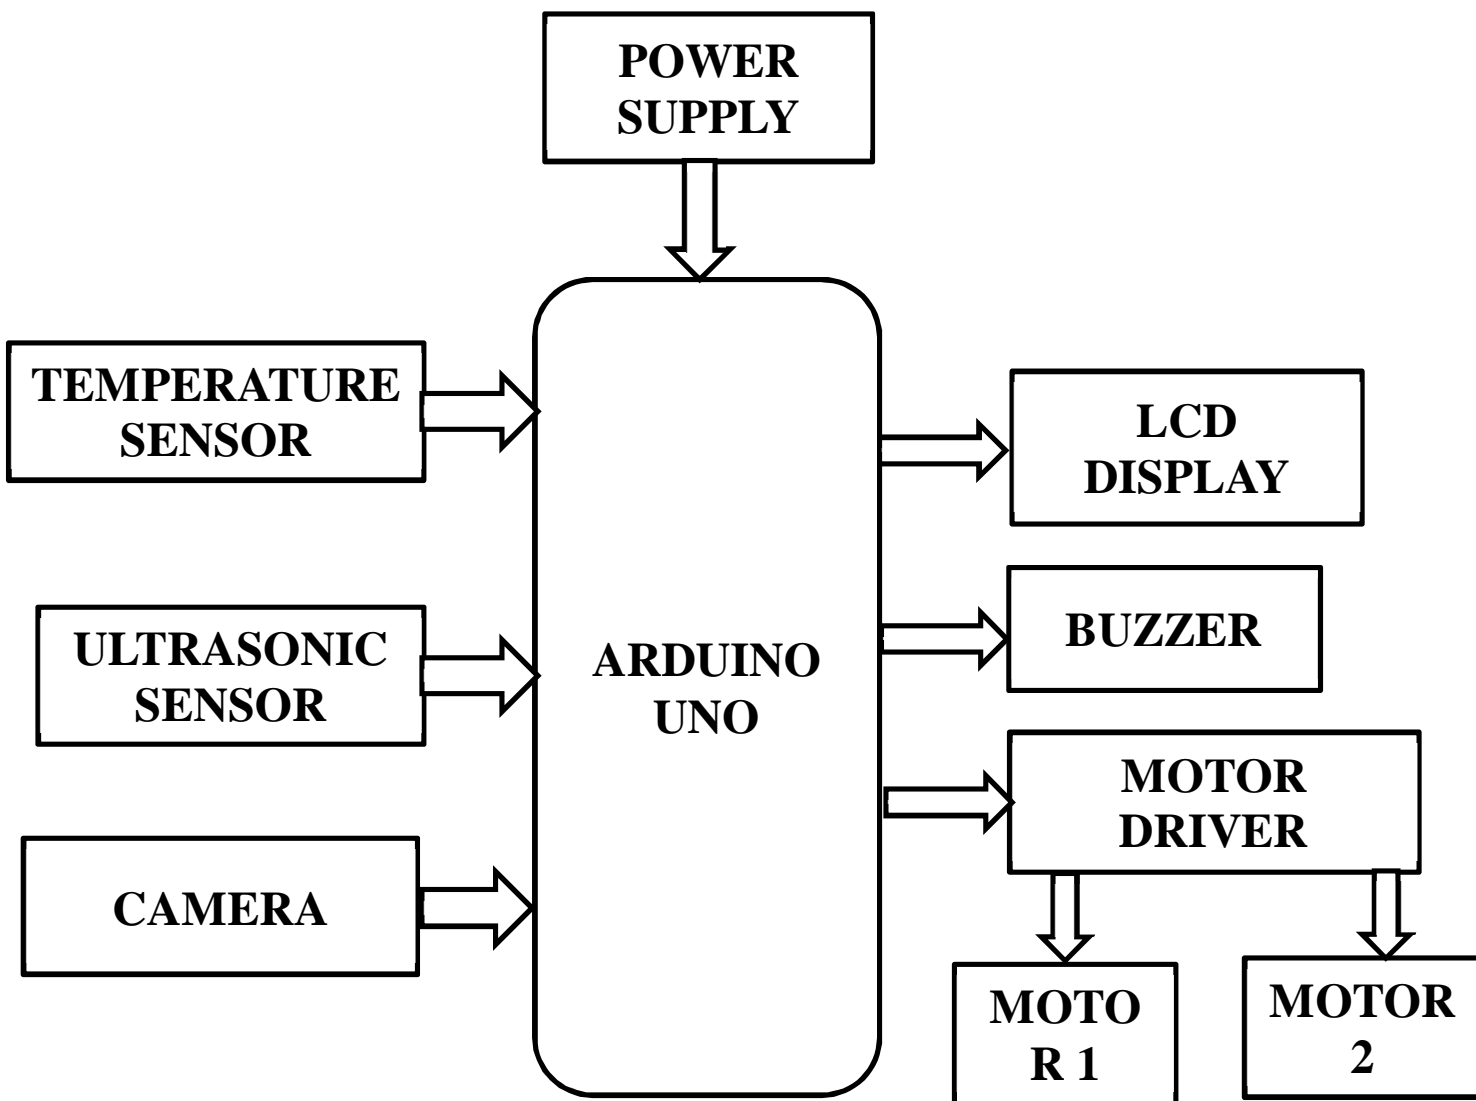 POWER
SUPPLY
TEMPERATURE
SENSOR
LCD
DISPLAY
ULTRASONIC
SENSOR
ARDUINO
UNO
BUZZER
MOTOR
DRIVER
CAMERA
MOTO
R 1
MOTOR
2